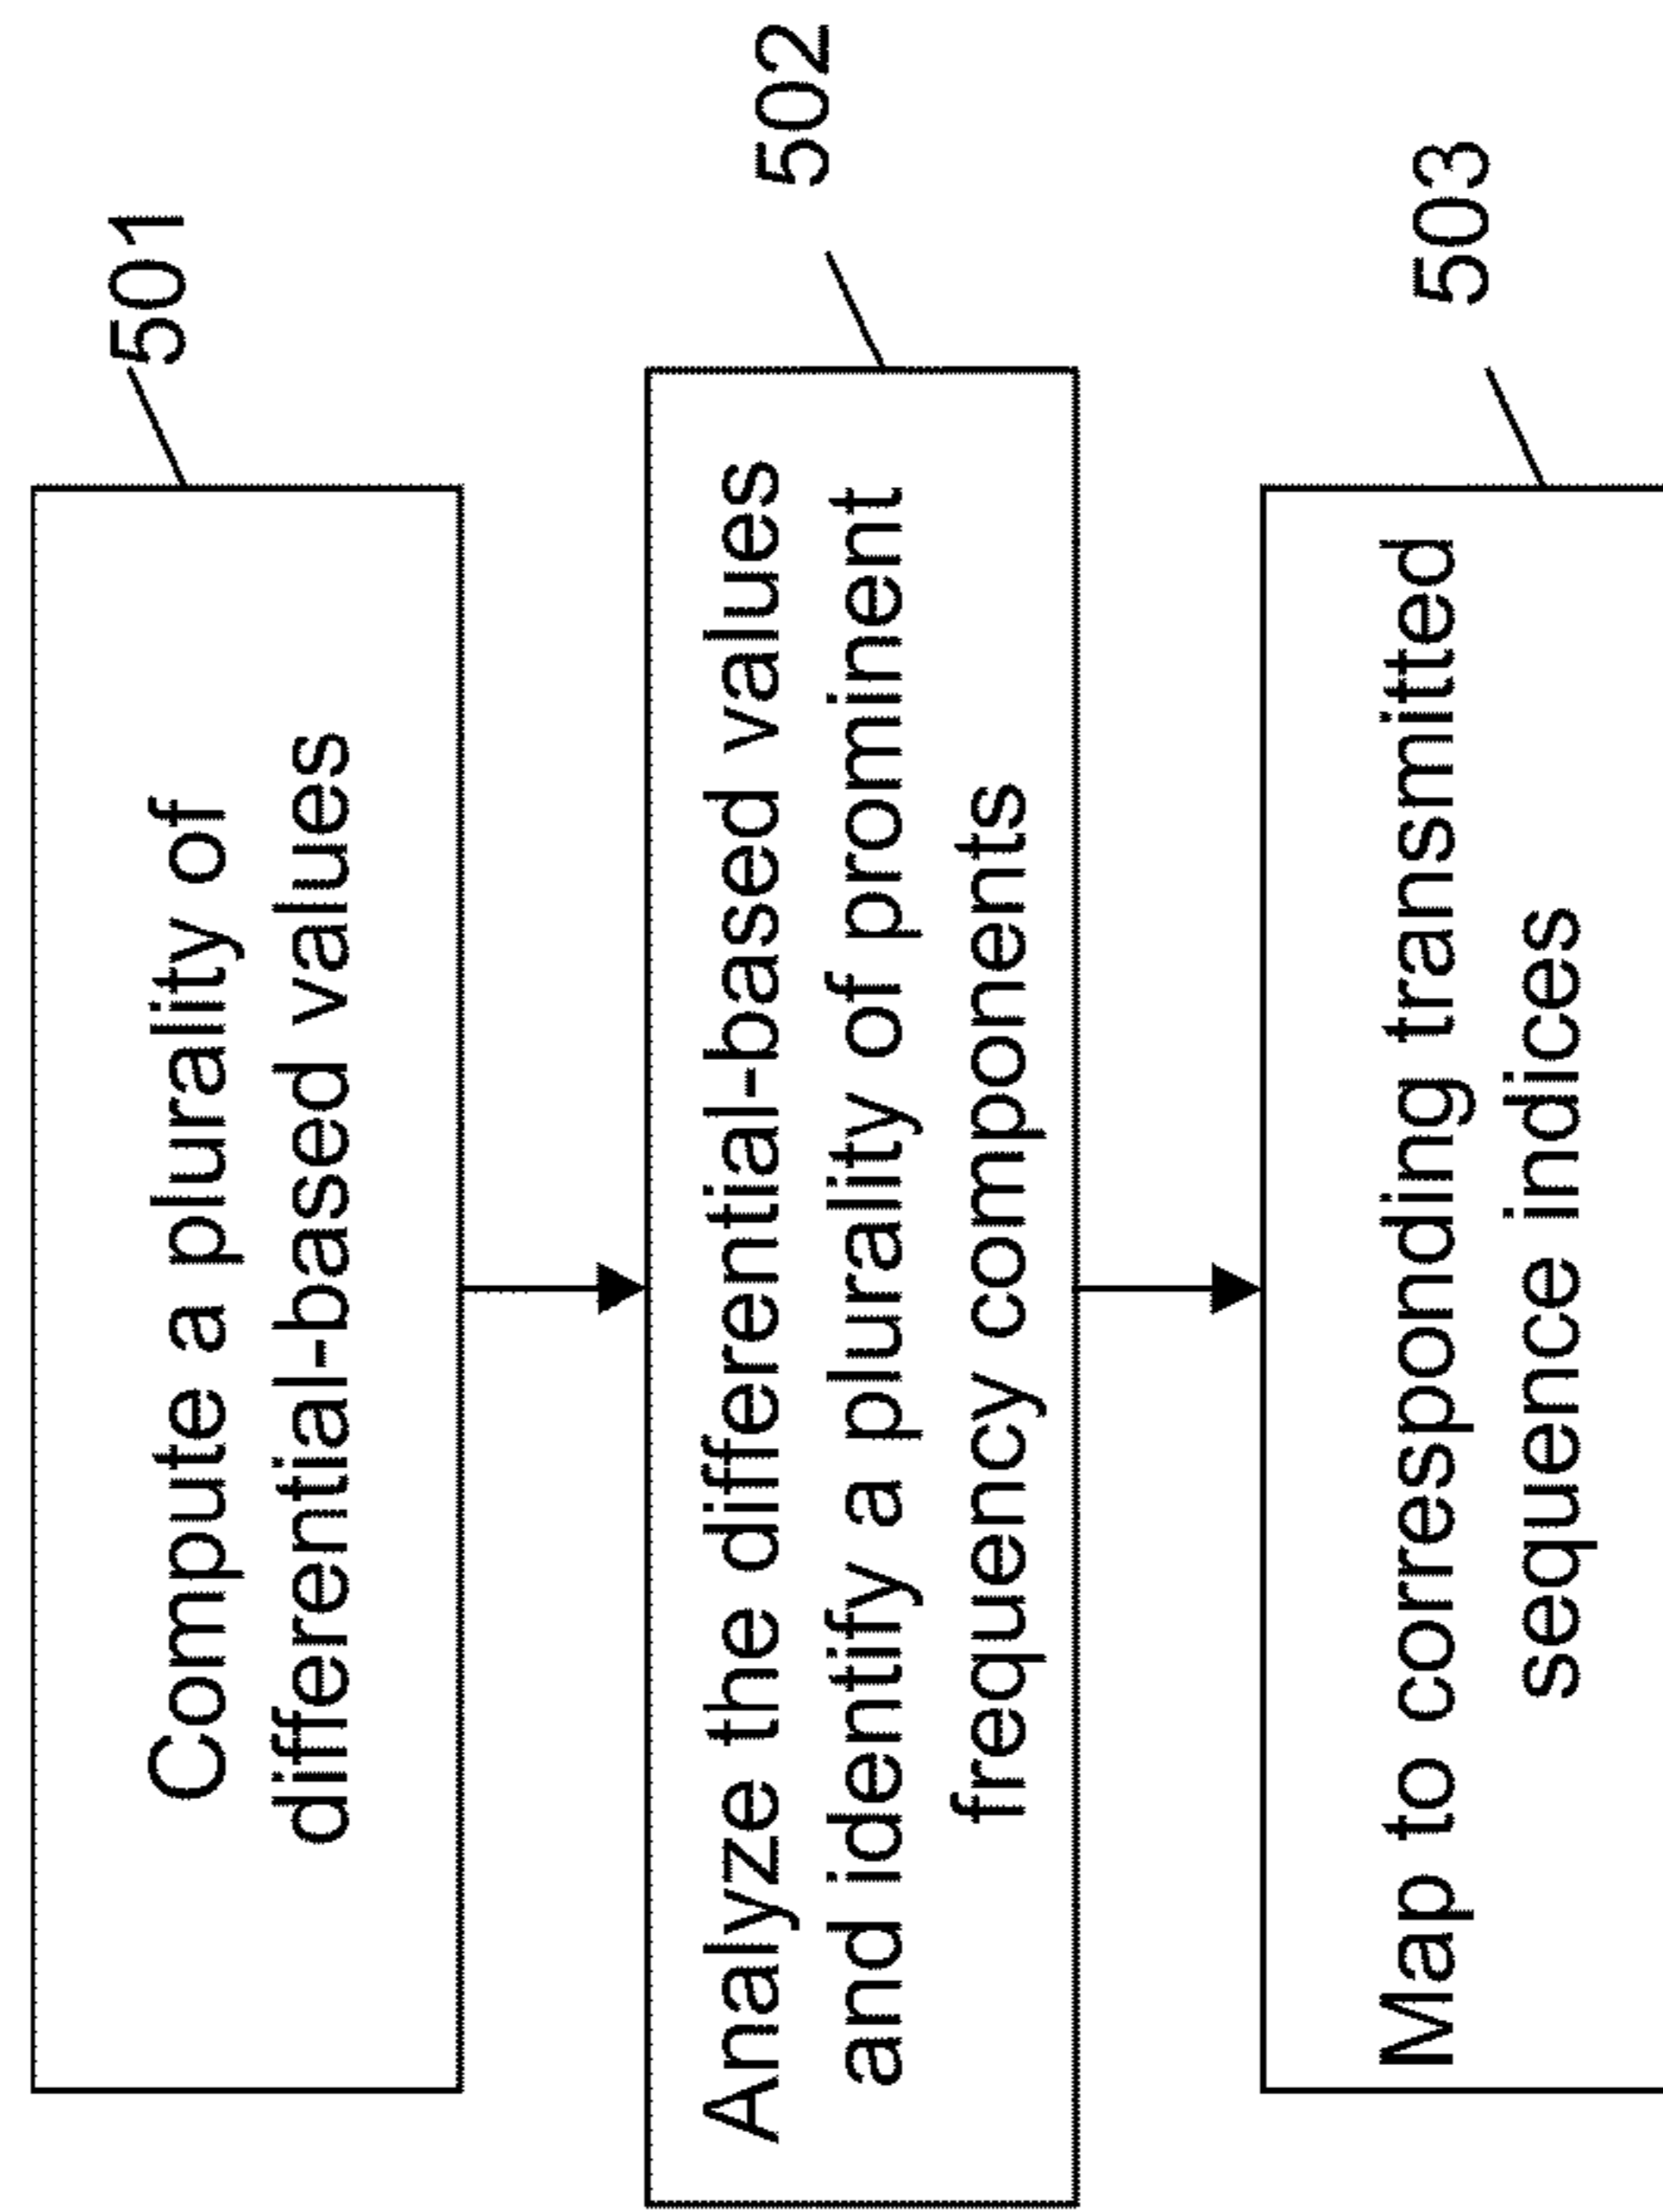 501
Compute a plurality of
differential-based values
502
Analyze the differential-based values
and identify a plurality of prominent
frequency components
503
Map to corresponding transmitted
sequence indices